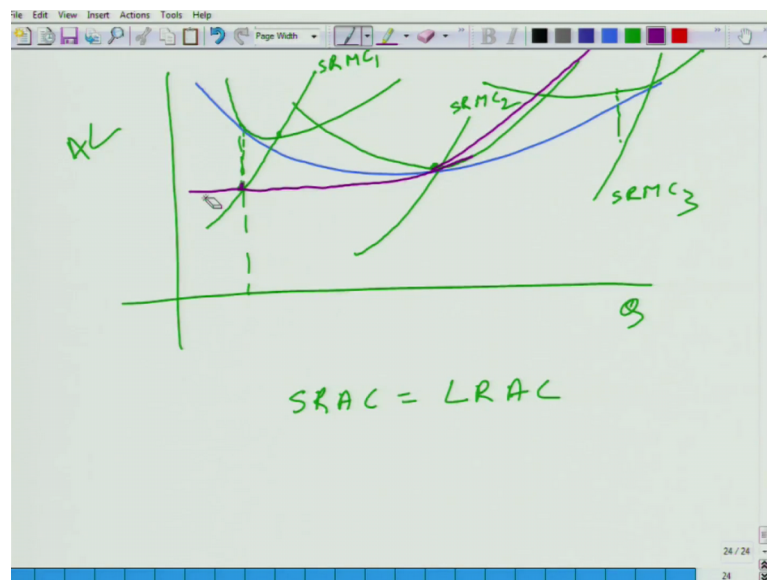 File Edit View Insert Actions Tools Help
Page Width
B I
SRMC1
AC
SRMC2
SRMC3
Q
SRAC = LRAC
24 / 24
24